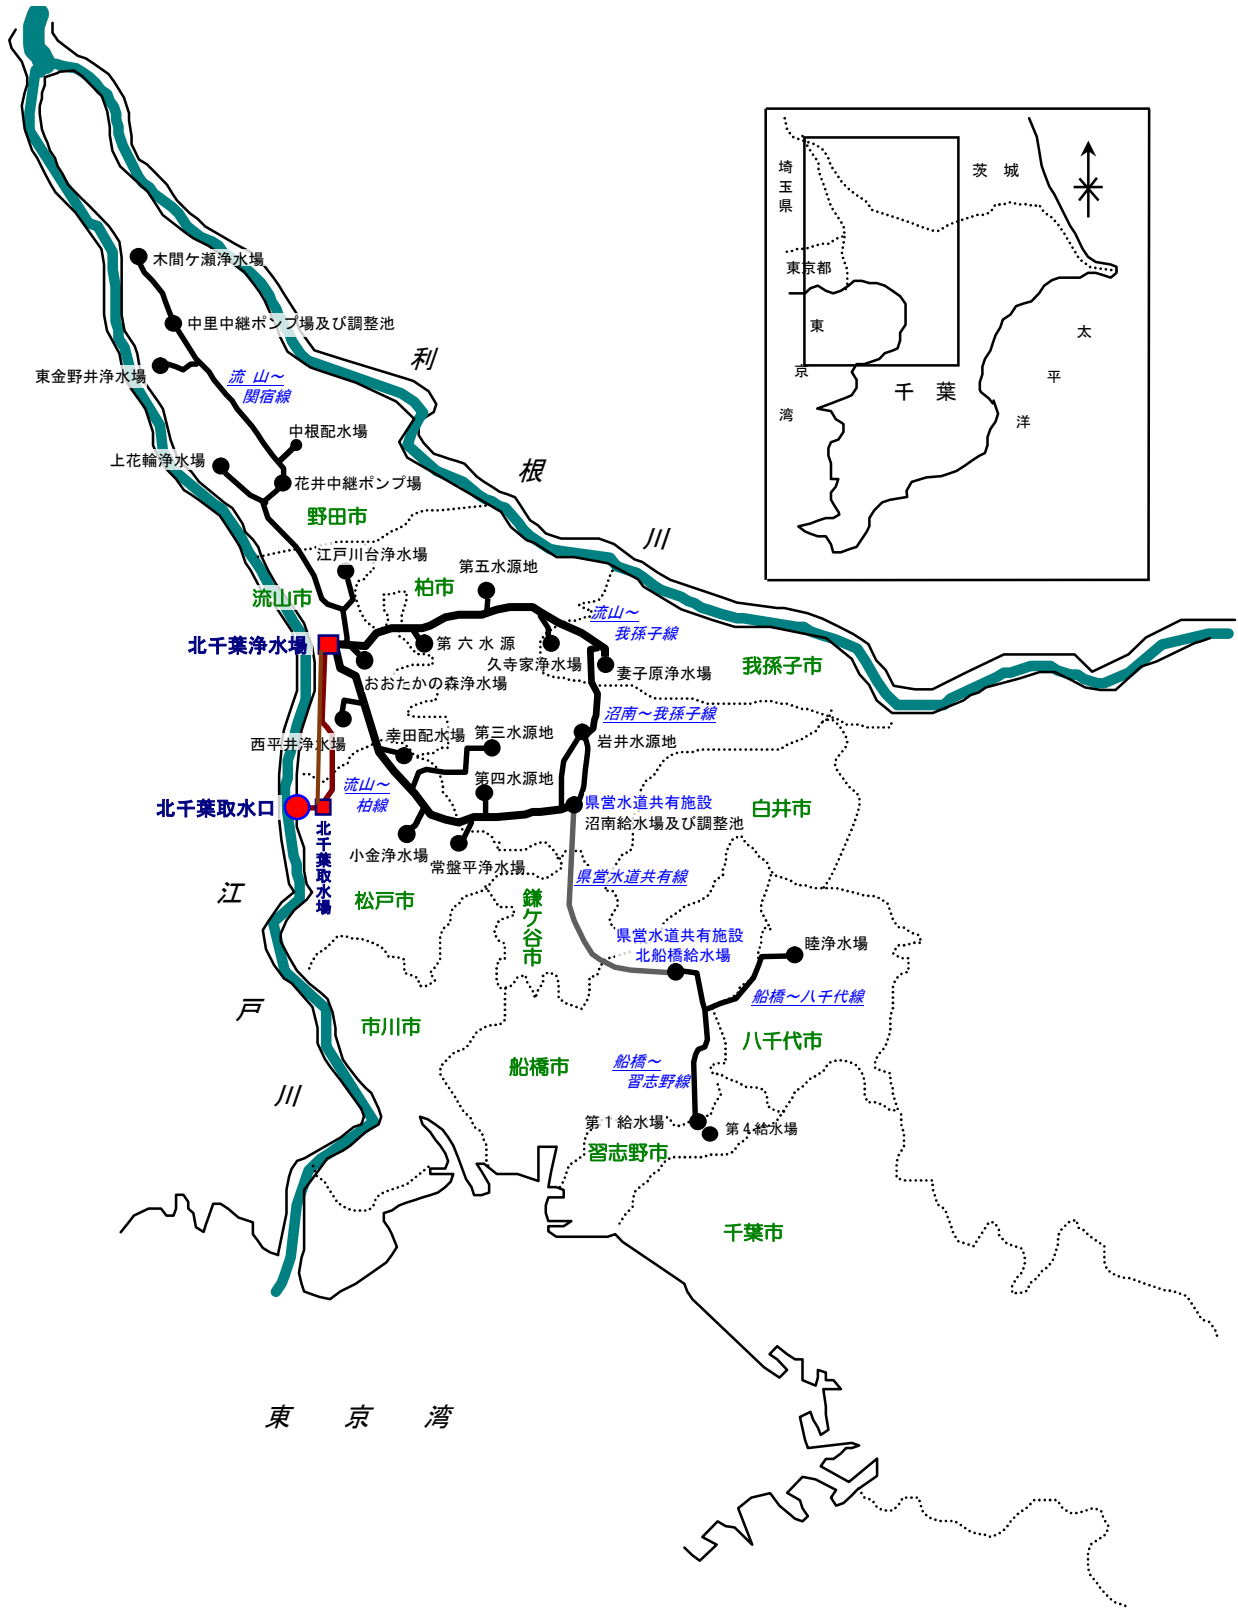 埼玉県
茨　城
東京都
東京湾
千　葉
太平洋
木間ケ瀬浄水場
中里中継ポンプ場及び調整池
東金野井浄水場
流 山～
関宿線
利根川
中根配水場
上花輪浄水場
花井中継ポンプ場
野田市
江戸川台浄水場
第五水源地
柏市
流山市
流山～
我孫子線
北千葉浄水場
第 六 水 源
久寺家浄水場
妻子原浄水場
我孫子市
おおたかの森浄水場
沼南～我孫子線
西平井浄水場
幸田配水場
第三水源地
岩井水源地
流山～
柏線
第四水源地
北千葉取水口
県営水道共有施設
沼南給水場及び調整池
白井市
北千葉取水場
小金浄水場
常盤平浄水場
県営水道共有線
江戸川
松戸市
鎌ケ谷市
県営水道共有施設
北船橋給水場
睦浄水場
船橋～八千代線
市川市
八千代市
船橋市
船橋～
習志野線
第１給水場
第４給水場
習志野市
千葉市
東　京　湾